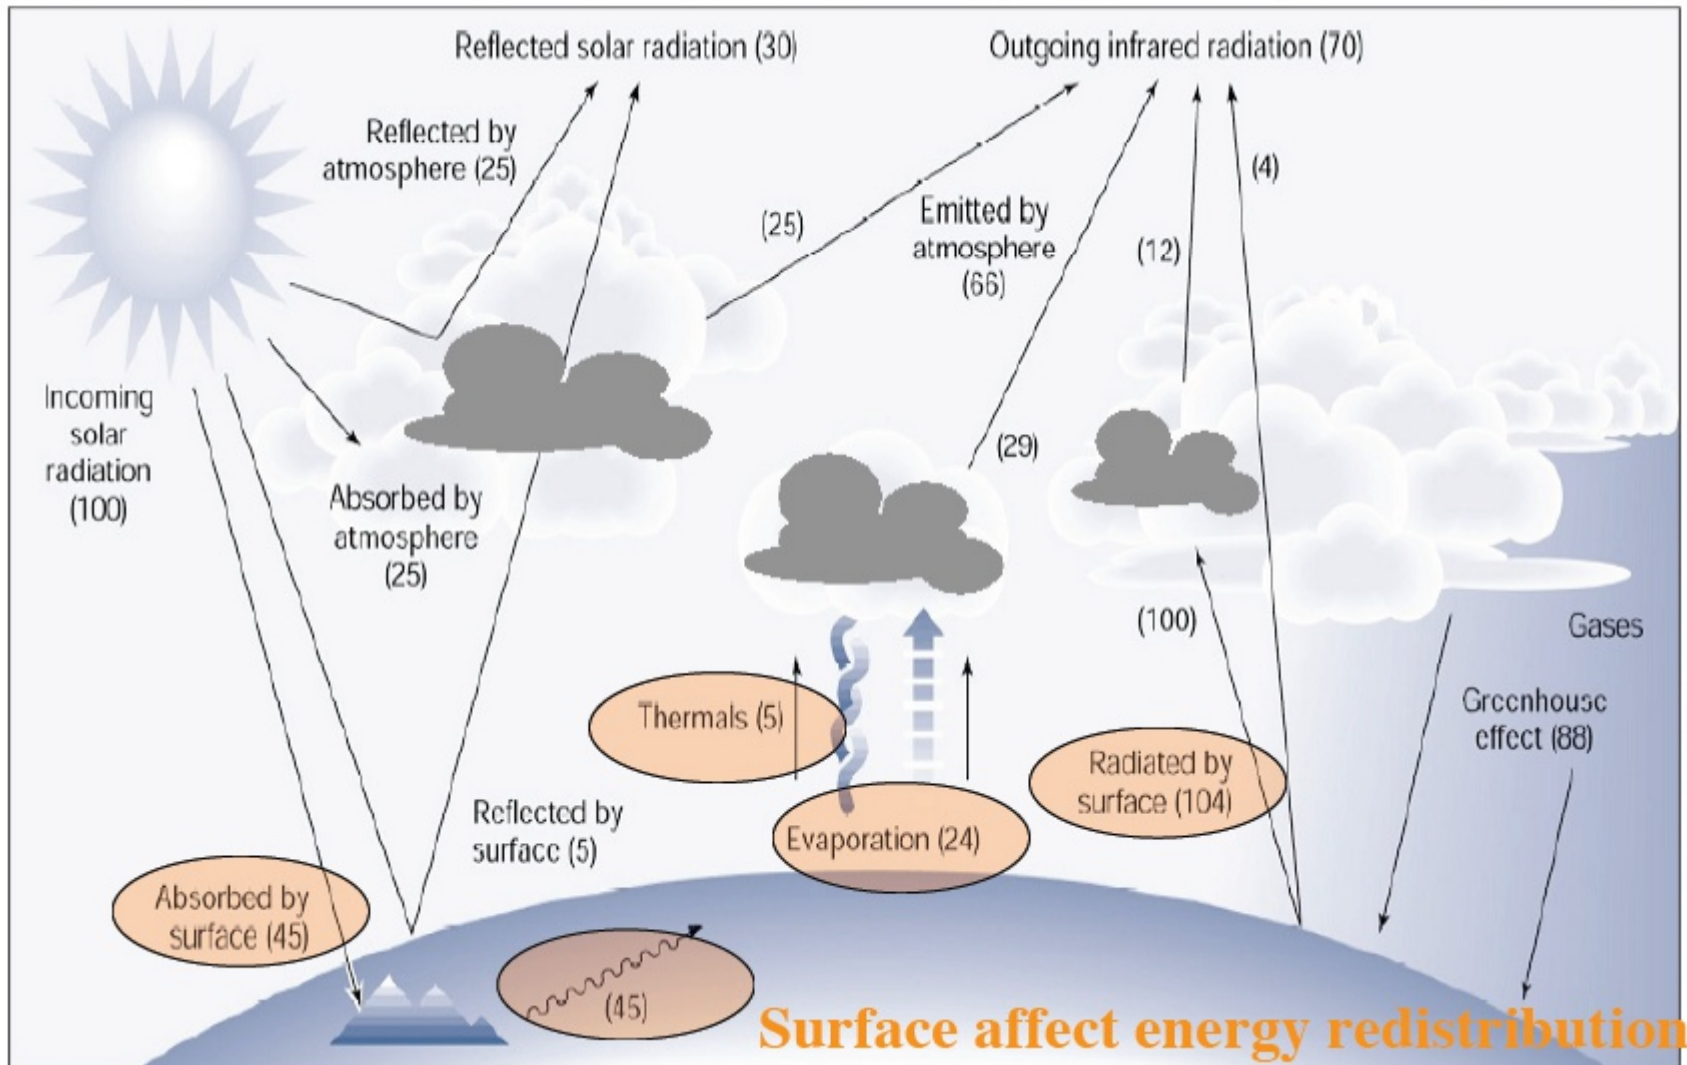 Reflected solar radiation (30)
Outgoing infrared radiation (70)
Reflected by
atmosphere (25)
(25)
Emitted by
atmosphere
(66)
(4)
(12)
Incoming
solar
radiation
(100)
Absorbed by
atmosphere
(25)
(29)
(100)
Gases
Greenhouse
effect (88)
Thermals (5)
Radiated by
surface (104)
Reflected by
surface (5)
Evaporation (24)
Absorbed by
surface (45)
(45)
Surface affect energy redistribution